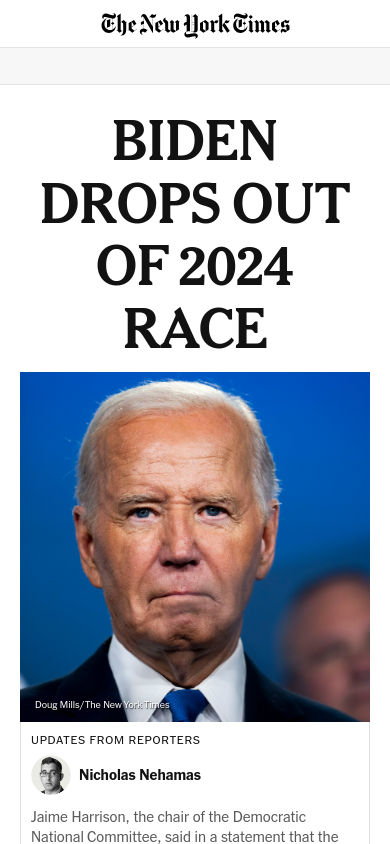 The New York Times
BIDEN
DROPS OUT
OF 2024
RACE
Doug Mills/The New York Times
UPDATES FROM REPORTERS
Nicholas Nehamas
Jaime Harrison, the chair of the Democratic
National Committee, said in a statement that the